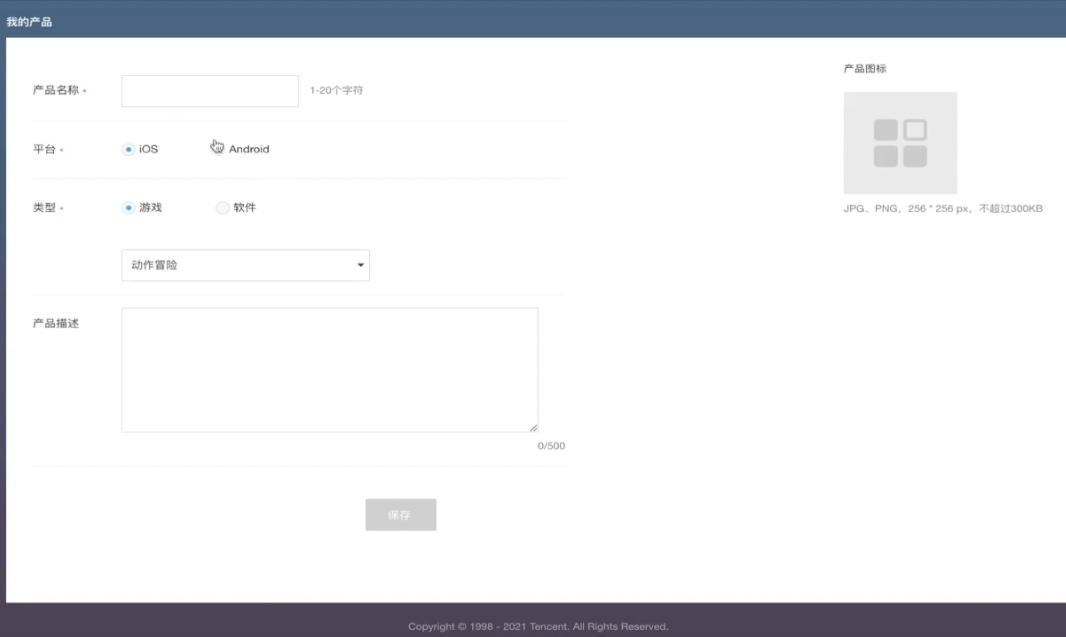 我的产品
产品名称 *
1-20个字符
平台 *
iOS
Android
类型 *
游戏
软件
动作冒险
产品描述
0/500
保存
产品图标
JPG、PNG，256 * 256 px，不超过300KB
Copyright © 1998 - 2021 Tencent. All Rights Reserved.